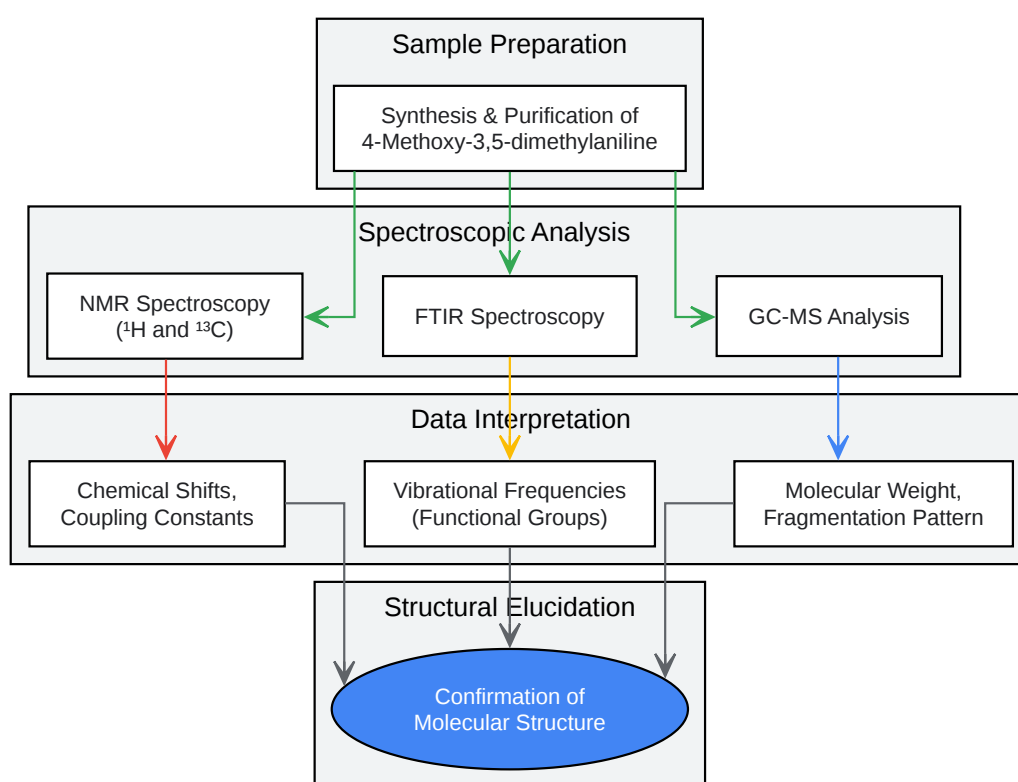 Sample Preparation
Synthesis & Purification of
4-Methoxy-3,5-dimethylaniline
Spectroscopic Analysis
NMR Spectroscopy
(¹H and ¹³C)
FTIR Spectroscopy
GC-MS Analysis
Data Interpretation
Chemical Shifts,
Coupling Constants
Vibrational Frequencies
(Functional Groups)
Molecular Weight,
Fragmentation Pattern
Structural Elucidation
Confirmation of
Molecular Structure